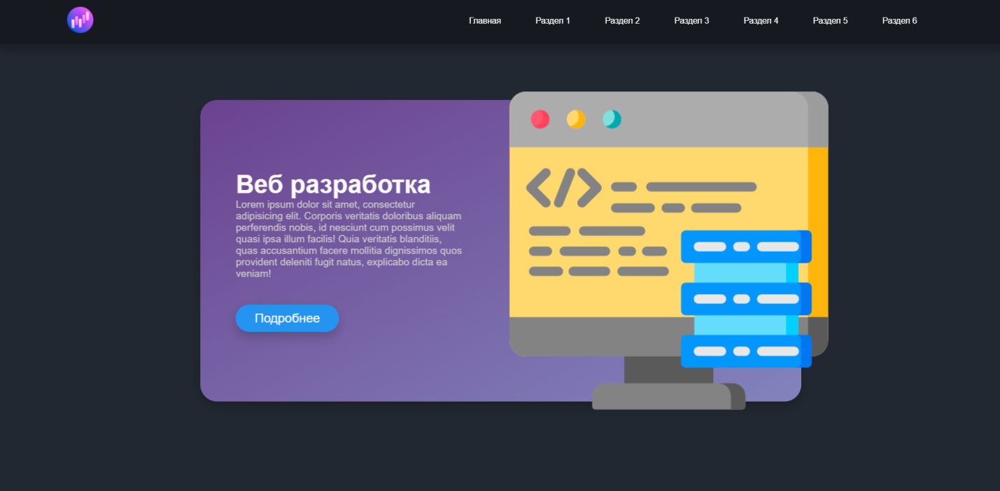 Главная
Раздел 1
Раздел 2
Раздел 3
Раздел 4
Раздел 5
Раздел 6
Веб разработка
Lorem ipsum dolor sit amet, consectetur
adipisicing elit. Corporis veritatis doloribus aliquam
perferendis nobis, id nesciunt cum possimus velit
quasi ipsa illum facilis! Quia veritatis blanditiis,
quas accusantium facere mollitia dignissimos quos
provident deleniti fugit natus, explicabo dicta ea
veniam!
Подробнее